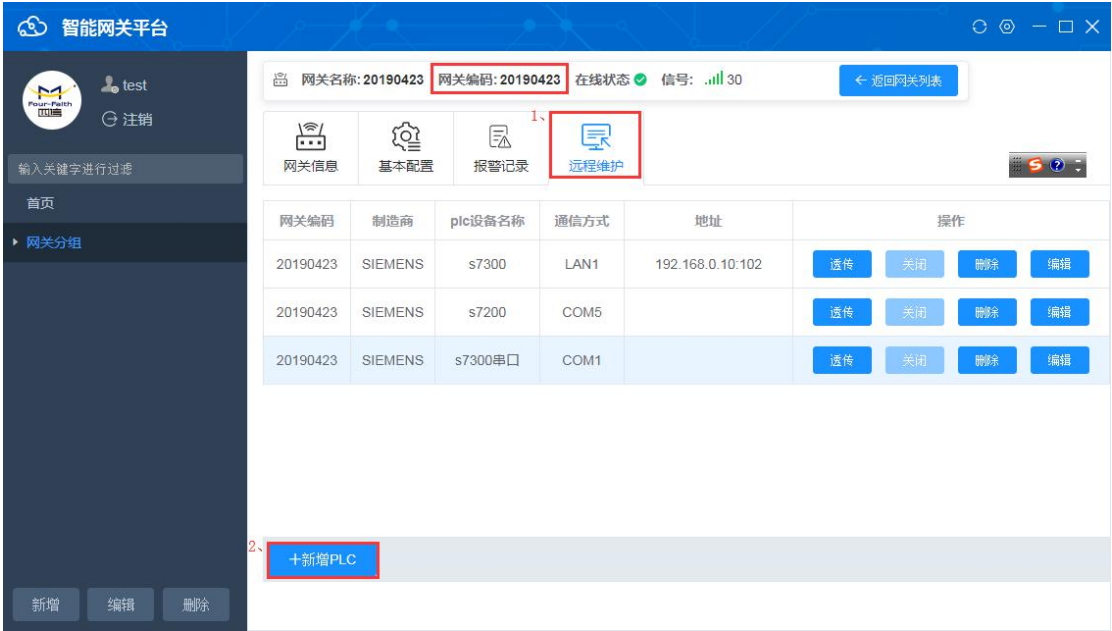 智能网关平台
Four-Faith
四信
test
注销
输入关键字进行过滤
首页
网关分组
新增 编辑 删除
网关名称: 20190423 网关编码: 20190423 在线状态 信号: 30 返回网关列表
1、
网关信息 基本配置 报警记录 远程维护
网关编码 制造商 plc设备名称 通信方式 地址 操作
20190423 SIEMENS s7300 LAN1 192.168.0.10:102 透传 关闭 删除 编辑
20190423 SIEMENS s7200 COM5 透传 关闭 删除 编辑
20190423 SIEMENS s7300串口 COM1 透传 关闭 删除 编辑
2、
+新增PLC